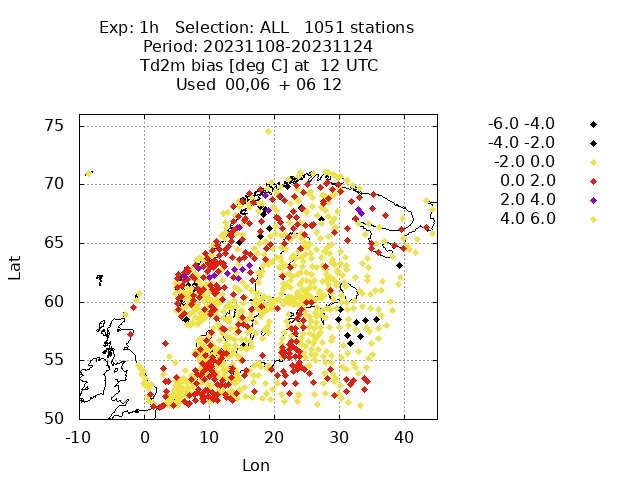 Exp: 1h   Selection: ALL   1051 stations
Period: 20231108-20231124
Td2m bias [deg C] at  12 UTC
Used  00,06  + 06 12
-6.0 -4.0
-4.0 -2.0
-2.0 0.0
0.0 2.0
2.0 4.0
4.0 6.0
75
70
65
60
55
50
Lat
-10 0 10 20 30 40
Lon